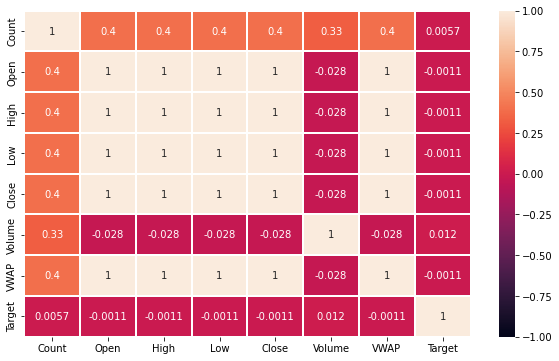 Count 1 0.4 0.4 0.4 0.4 0.33 0.4 0.0057
Open 0.4 1 1 1 1 -0.028 1 -0.0011
High 0.4 1 1 1 1 -0.028 1 -0.0011
Low 0.4 1 1 1 1 -0.028 1 -0.0011
Close 0.4 1 1 1 1 -0.028 1 -0.0011
Volume 0.33 -0.028 -0.028 -0.028 -0.028 1 -0.028 0.012
VWAP 0.4 1 1 1 1 -0.028 1 -0.0011
Target 0.0057 -0.0011 -0.0011 -0.0011 -0.0011 0.012 -0.0011 1
Count Open High Low Close Volume VWAP Target
1.00
0.75
0.50
0.25
0.00
−0.25
−0.50
−0.75
−1.00